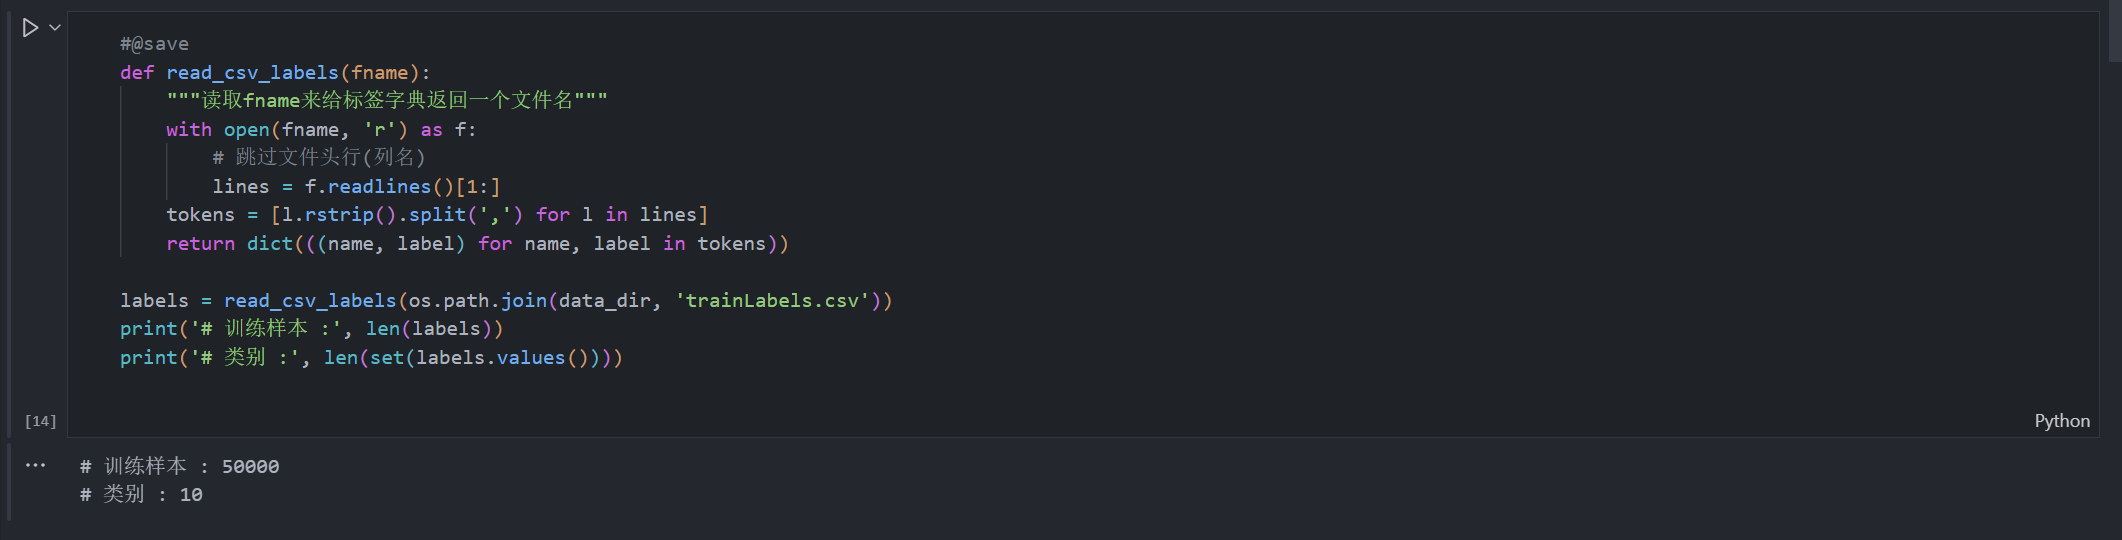 #@save
def read_csv_labels(fname):
    """读取fname来给标签字典返回一个文件名"""
    with open(fname, 'r') as f:
        # 跳过文件头行(列名)
        lines = f.readlines()[1:]
    tokens = [l.rstrip().split(',') for l in lines]
    return dict(((name, label) for name, label in tokens))
labels = read_csv_labels(os.path.join(data_dir, 'trainLabels.csv'))
print('# 训练样本 :', len(labels))
print('# 类别 :', len(set(labels.values())))
[14]
Python
# 训练样本 : 50000
# 类别 : 10